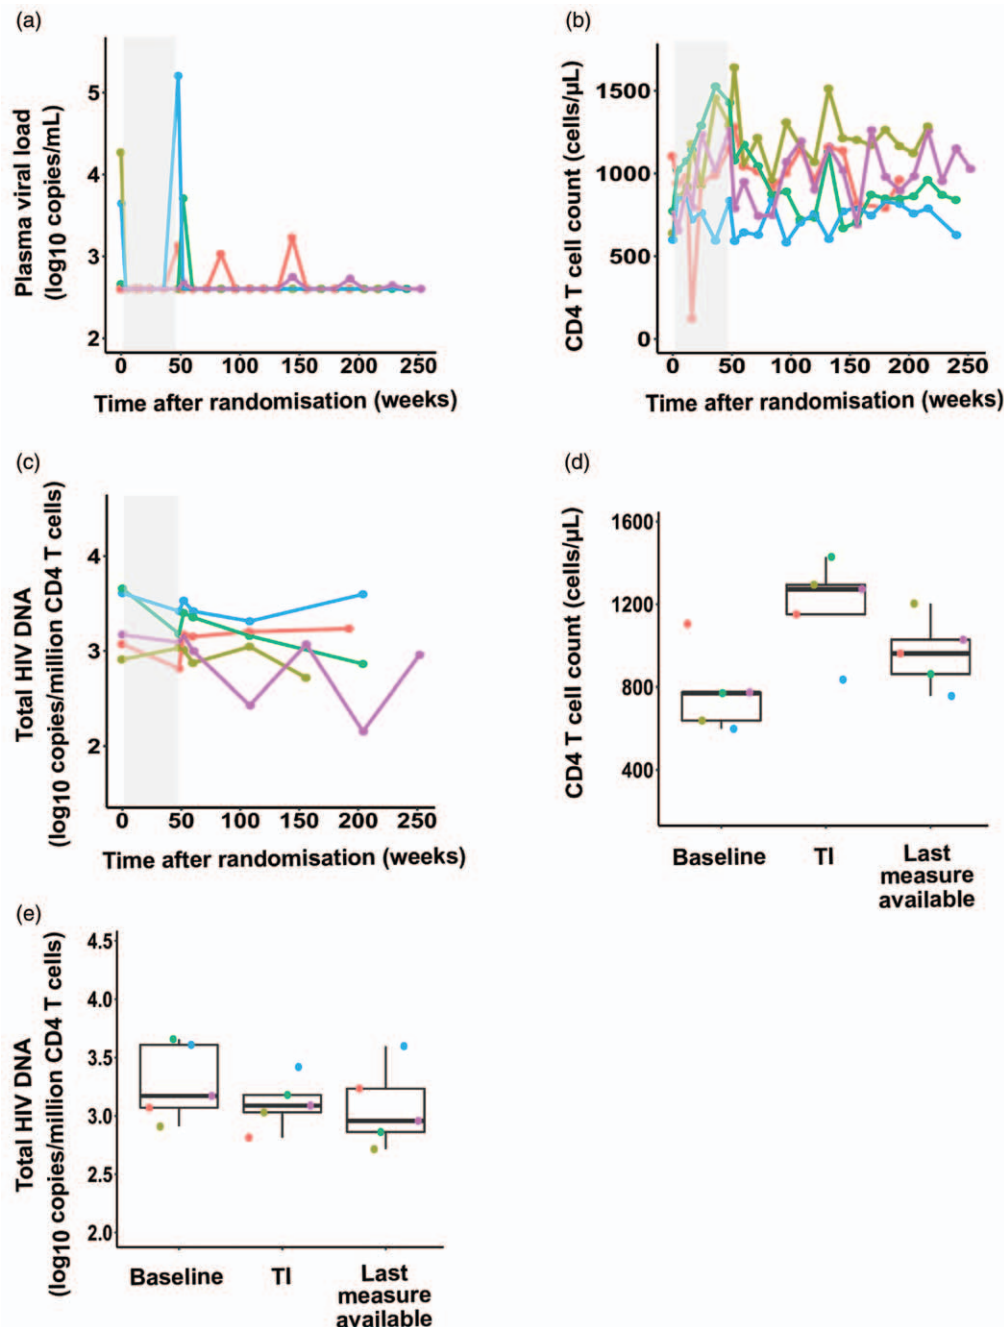 (a)
Plasma viral load
(log10 copies/mL)
5
4
3
2
0 50 100 150 200 250
Time after randomisation (weeks)
(b)
CD4 T cell count (cells/µL)
1500
1000
500
0
0 50 100 150 200 250
Time after randomisation (weeks)
(c)
Total HIV DNA
(log10 copies/million CD4 T cells)
4
3
2
0 50 100 150 200 250
Time after randomisation (weeks)
(d)
CD4 T cell count (cells/µL)
1600
1200
800
400
Baseline TI Last
measure
available
(e)
Total HIV DNA
(log10 copies/million CD4 T cells)
4.5
4.0
3.5
3.0
2.5
2.0
Baseline TI Last
measure
available